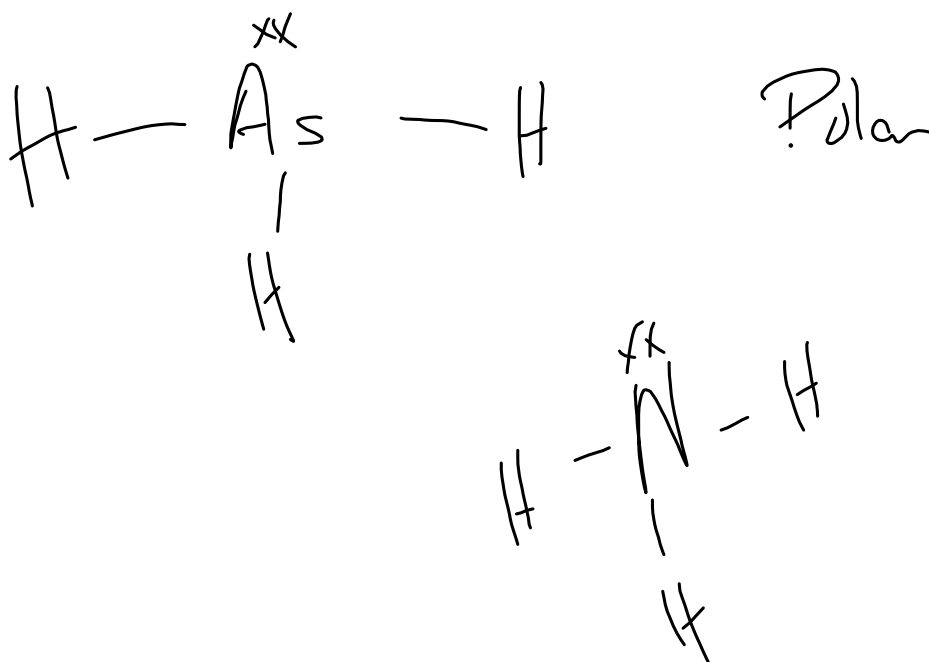 xx
H — As — H Polar
|
H
xx
H - N - H
|
H